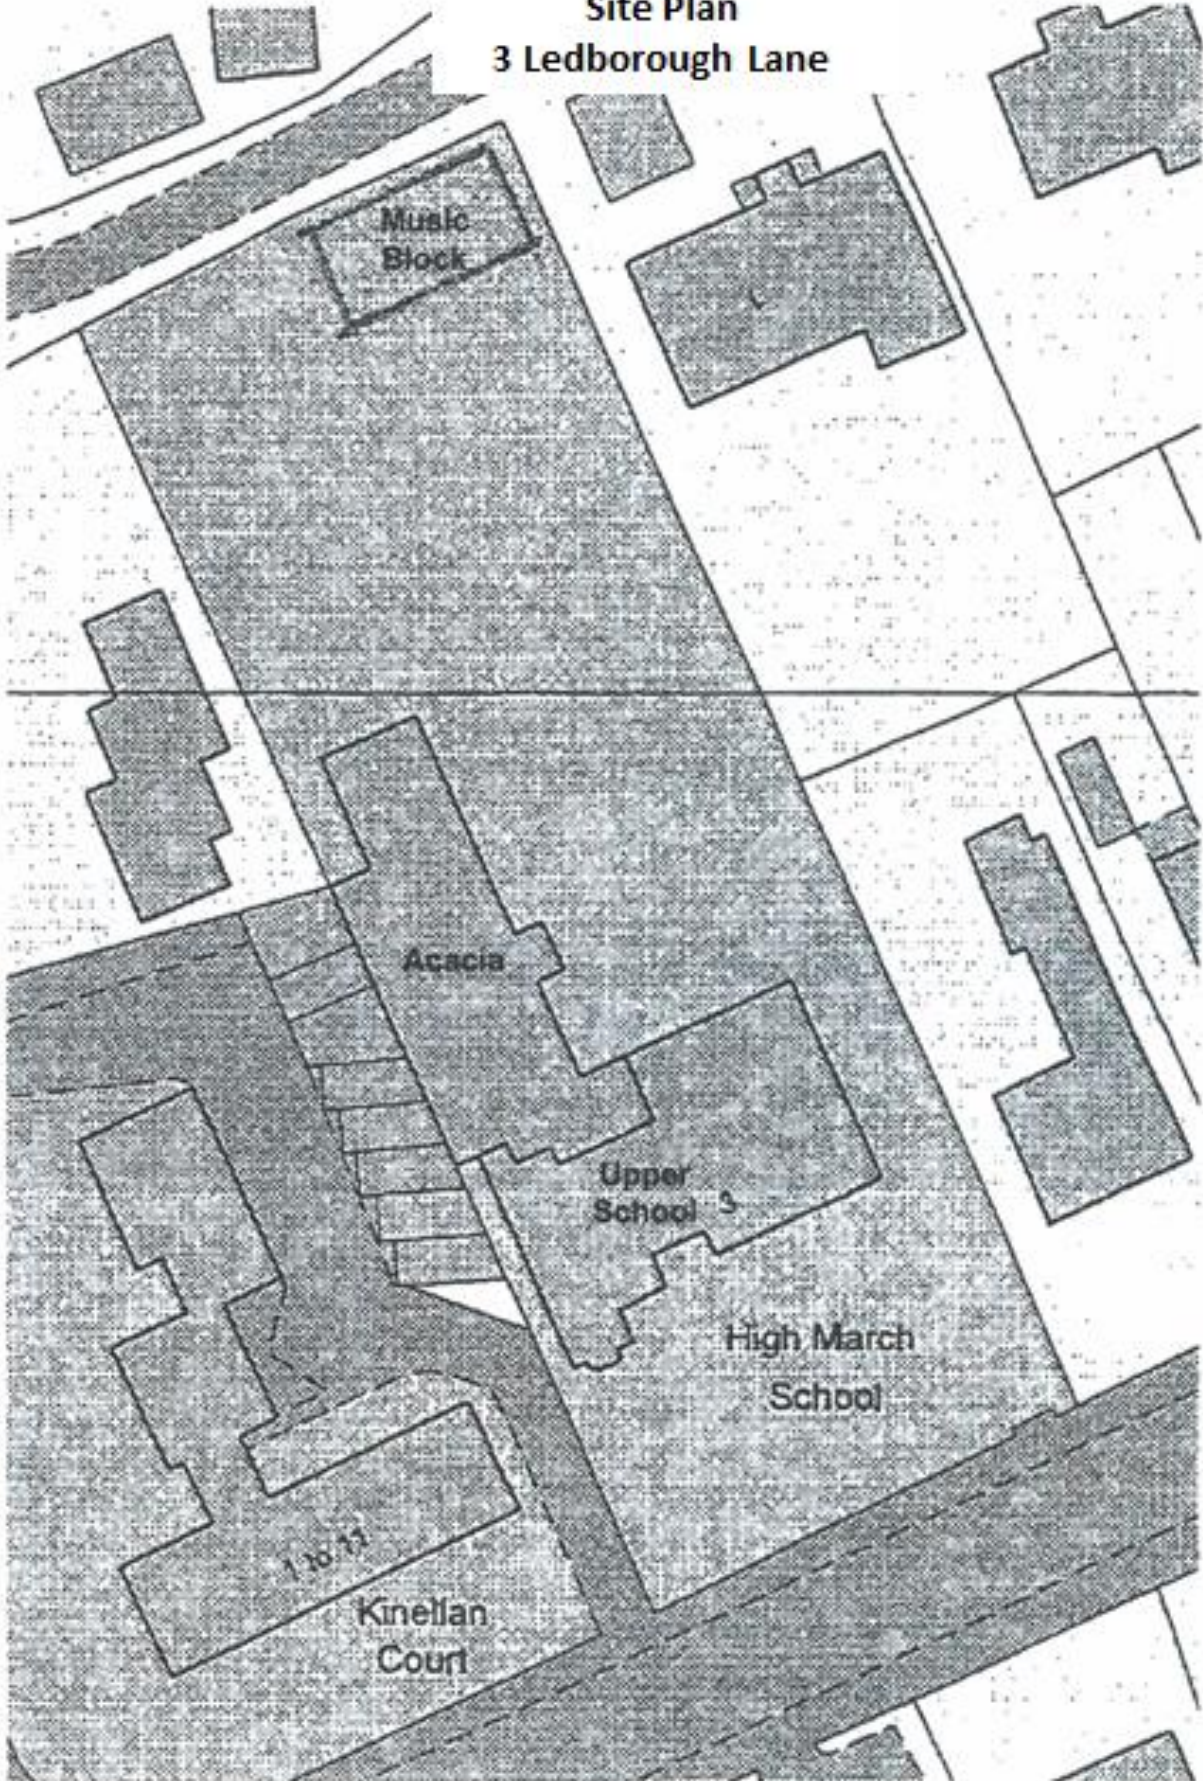 Site Plan
3 Ledborough Lane
Music
Block
Acacia
Upper
School 3
High March
School
1 to 11
Kinellan
Court